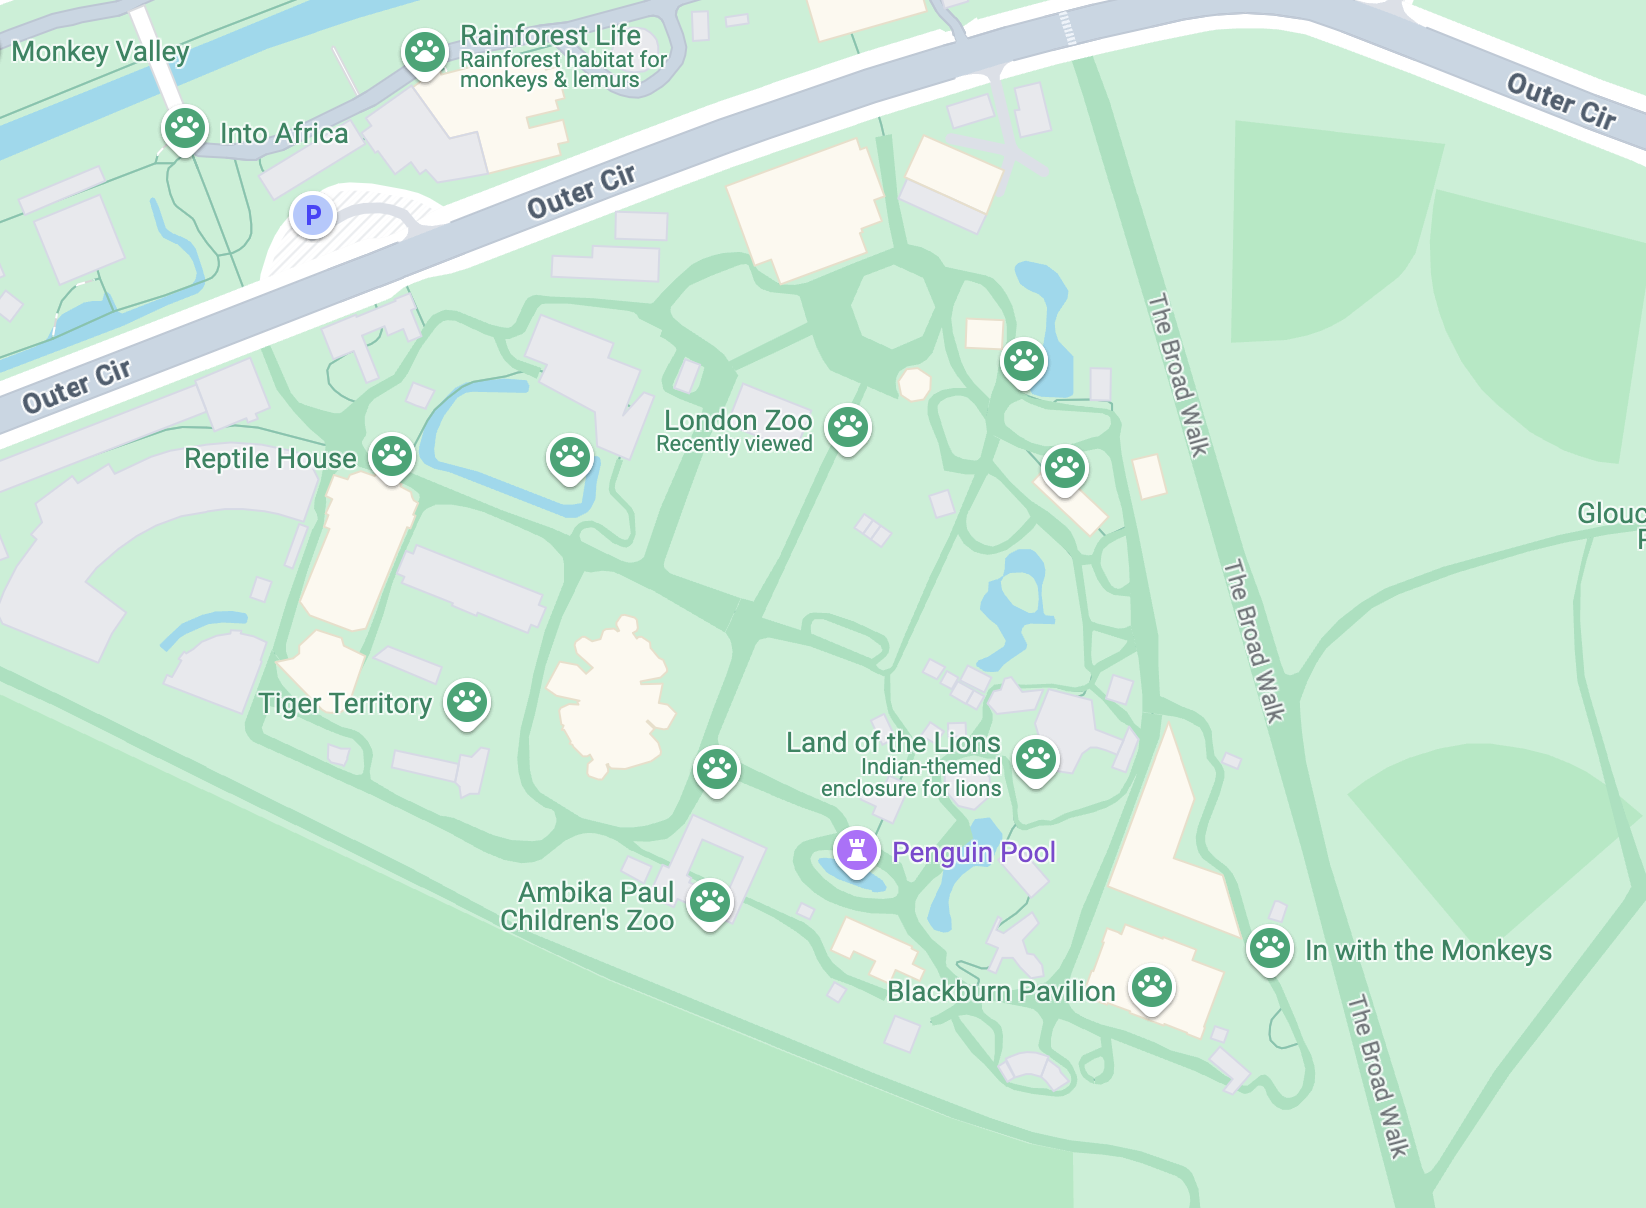 Monkey Valley
Rainforest Life
Rainforest habitat for
monkeys & lemurs
Into Africa
P
Outer Cir
Outer Cir
Outer Cir
The Broad Walk
London Zoo
Recently viewed
Reptile House
Glouc
The Broad Walk
Tiger Territory
Land of the Lions
Indian-themed
enclosure for lions
Penguin Pool
Ambika Paul
Children's Zoo
In with the Monkeys
Blackburn Pavilion
The Broad Walk